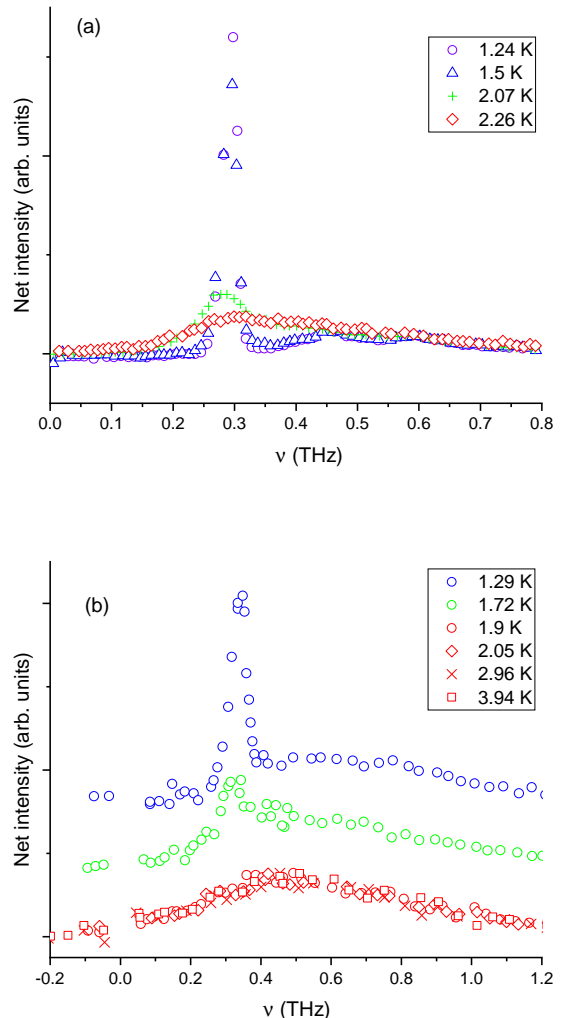 (a)
1.24 K
1.5 K
2.07 K
2.26 K
Net intensity (arb. units)
0.0 0.1 0.2 0.3 0.4 0.5 0.6 0.7 0.8
ν (THz)
(b)
1.29 K
1.72 K
1.9 K
2.05 K
2.96 K
3.94 K
Net intensity (arb. units)
-0.2 0.0 0.2 0.4 0.6 0.8 1.0 1.2
ν (THz)